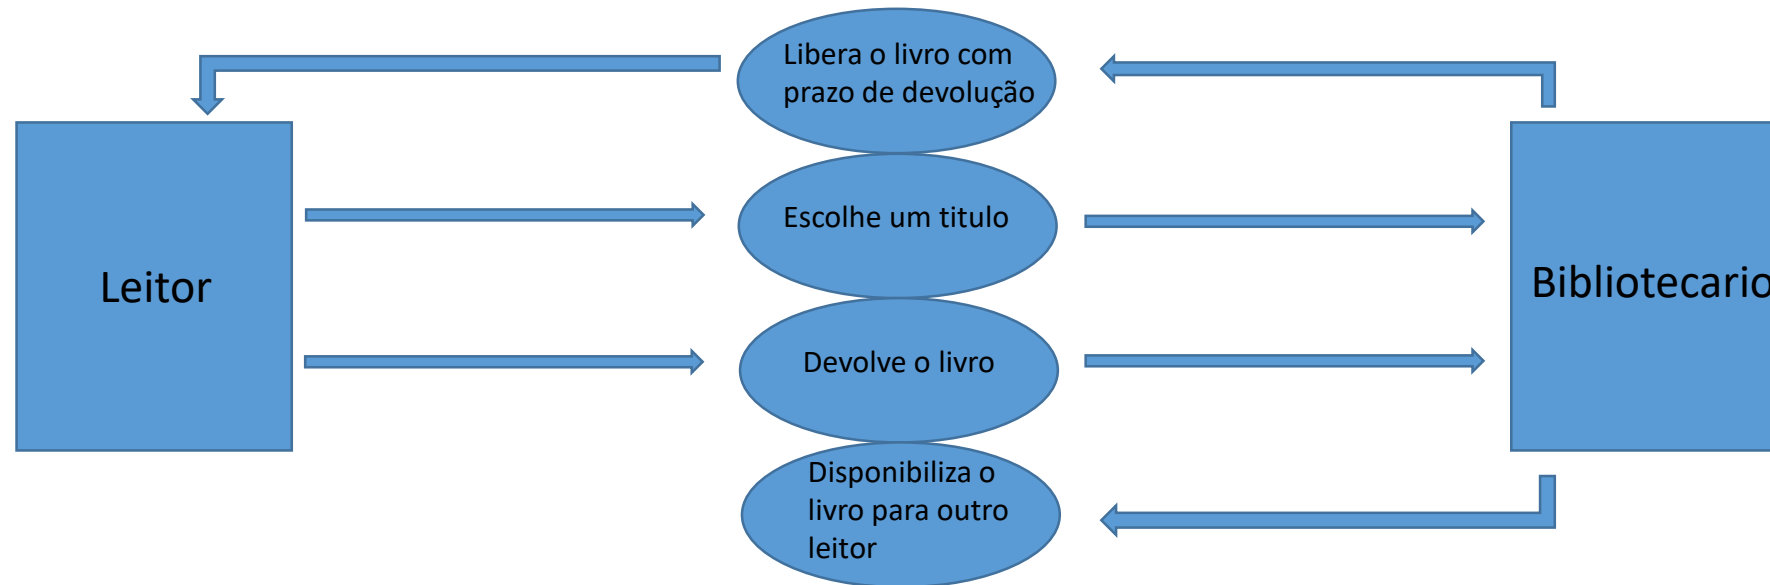 Libera o livro com
prazo de devolução
Escolhe um titulo
Leitor
Bibliotecario
Devolve o livro
Disponibiliza o
livro para outro
leitor